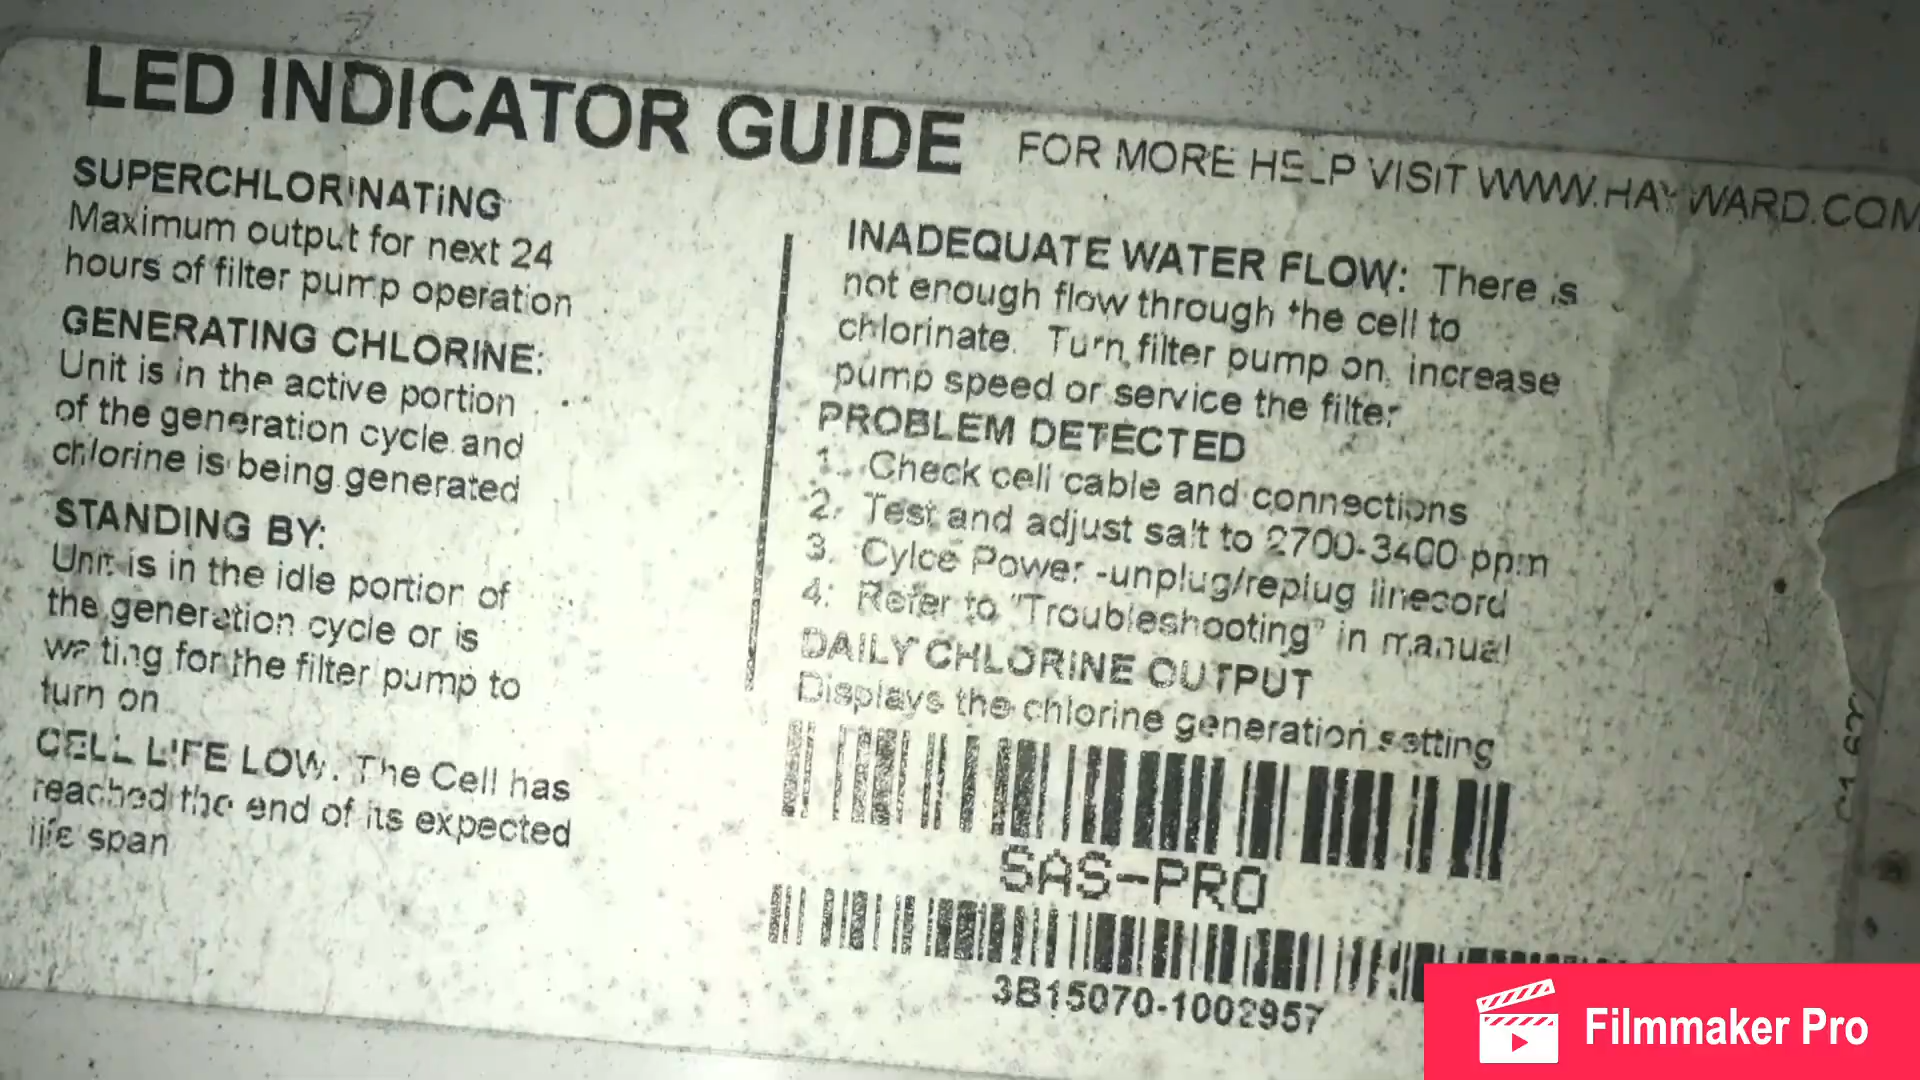 LED INDICATOR GUIDE
FOR MORE HELP VISIT WWW.HAYWARD.COM
SUPERCHLORINATING
Maximum output for next 24
hours of filter pump operation
GENERATING CHLORINE:
Unit is in the active portion
of the generation cycle and
chlorine is being generated
STANDING BY:
Unit is in the idle portion of
the generation cycle or is
waiting for the filter pump to
turn on
CELL LIFE LOW: The Cell has
reached the end of its expected
life span
INADEQUATE WATER FLOW: There is
not enough flow through the cell to
chlorinate. Turn filter pump on, increase
pump speed or service the filter
PROBLEM DETECTED
1. Check cell cable and connections
2. Test and adjust salt to 2700-3400 ppm
3. Cylce Power -unplug/replug linecord
4: Refer to "Troubleshooting" in manual
DAILY CHLORINE OUTPUT
Displays the chlorine generation setting
SAS-PRO
3B15070-1002957
Filmmaker Pro